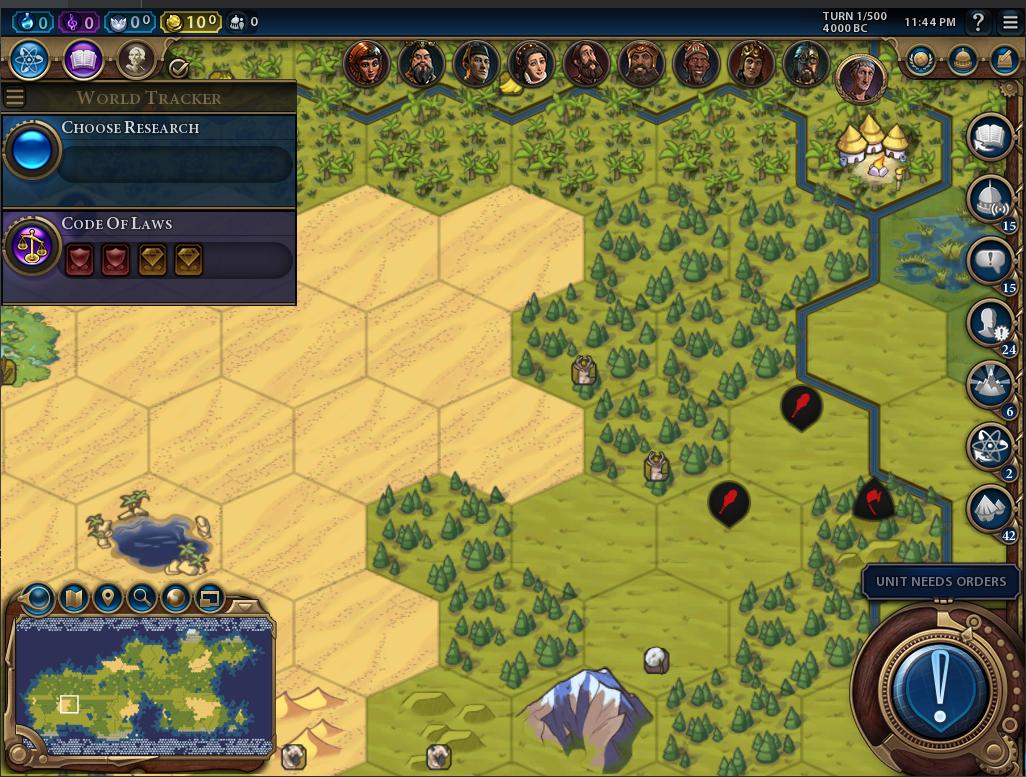 0 0 0 0 10 0 0
TURN 1/500
4000 BC
11:44 PM
?
WORLD TRACKER
CHOOSE RESEARCH
CODE OF LAWS
15
15
24
6
2
42
UNIT NEEDS ORDERS